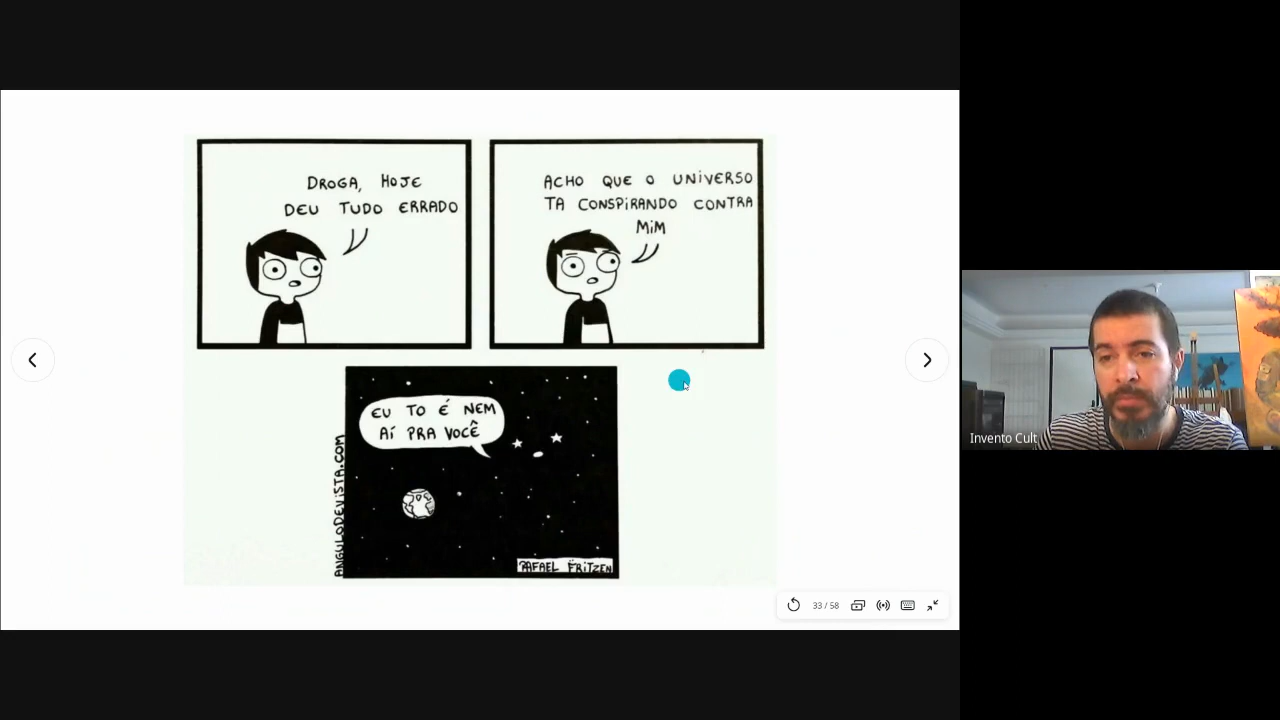 DROGA, HOJE
DEU TUDO ERRADO
ACHO QUE O UNIVERSO
TA CONSPIRANDO CONTRA
MIM
EU TO É NEM
AÍ PRA VOCÊ
ANGULODEVISTA.COM
RAFAEL FRITZEN
33 / 58
Invento Cult